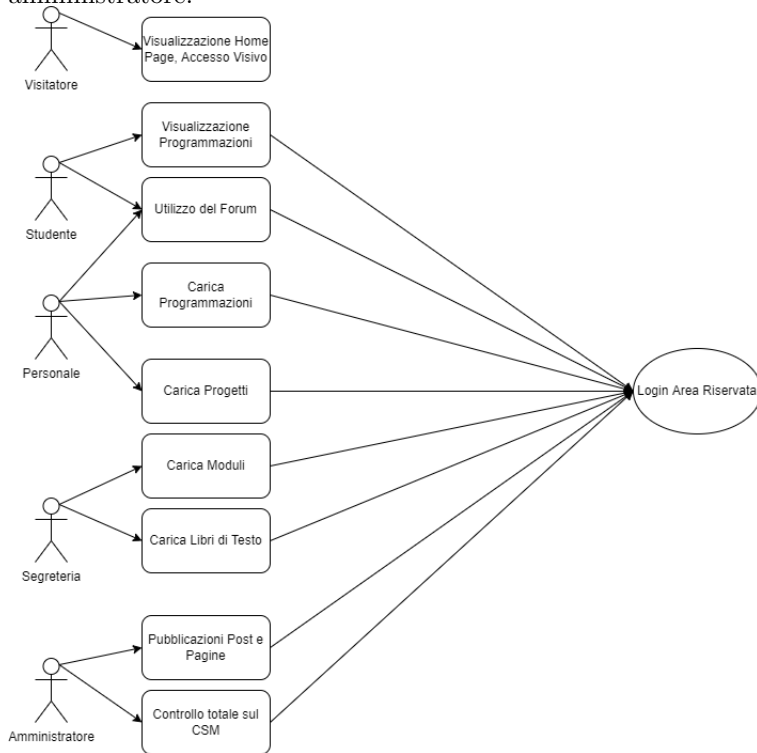 amministratore.
Visitatore
Visualizzazione Home
Page, Accesso Visivo
Studente
Visualizzazione
Programmazioni
Utilizzo del Forum
Personale
Carica
Programmazioni
Carica Progetti
Login Area Riservata
Segreteria
Carica Moduli
Carica Libri di Testo
Amministratore
Pubblicazioni Post e
Pagine
Controllo totale sul
CSM